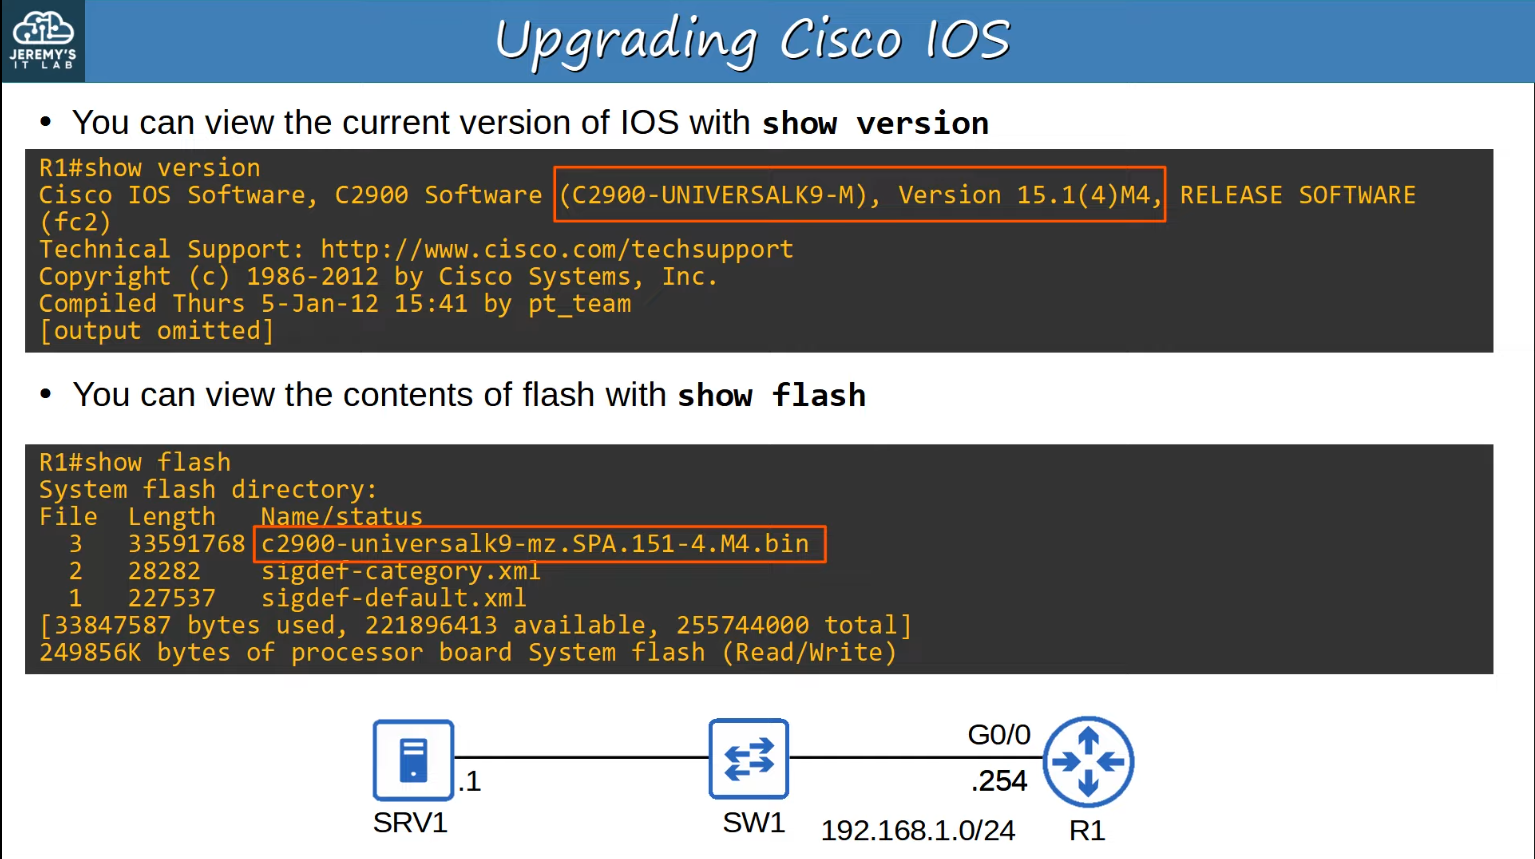 JEREMY'S
IT LAB
Upgrading Cisco IOS
• You can view the current version of IOS with show version
R1#show version
Cisco IOS Software, C2900 Software (C2900-UNIVERSALK9-M), Version 15.1(4)M4, RELEASE SOFTWARE
(fc2)
Technical Support: http://www.cisco.com/techsupport
Copyright (c) 1986-2012 by Cisco Systems, Inc.
Compiled Thurs 5-Jan-12 15:41 by pt_team
[output omitted]
• You can view the contents of flash with show flash
R1#show flash
System flash directory:
File  Length   Name/status
  3   33591768 c2900-universalk9-mz.SPA.151-4.M4.bin
  2   28282    sigdef-category.xml
  1   227537   sigdef-default.xml
[33847587 bytes used, 221896413 available, 255744000 total]
249856K bytes of processor board System flash (Read/Write)
G0/0
.1
.254
SRV1
SW1
192.168.1.0/24
R1